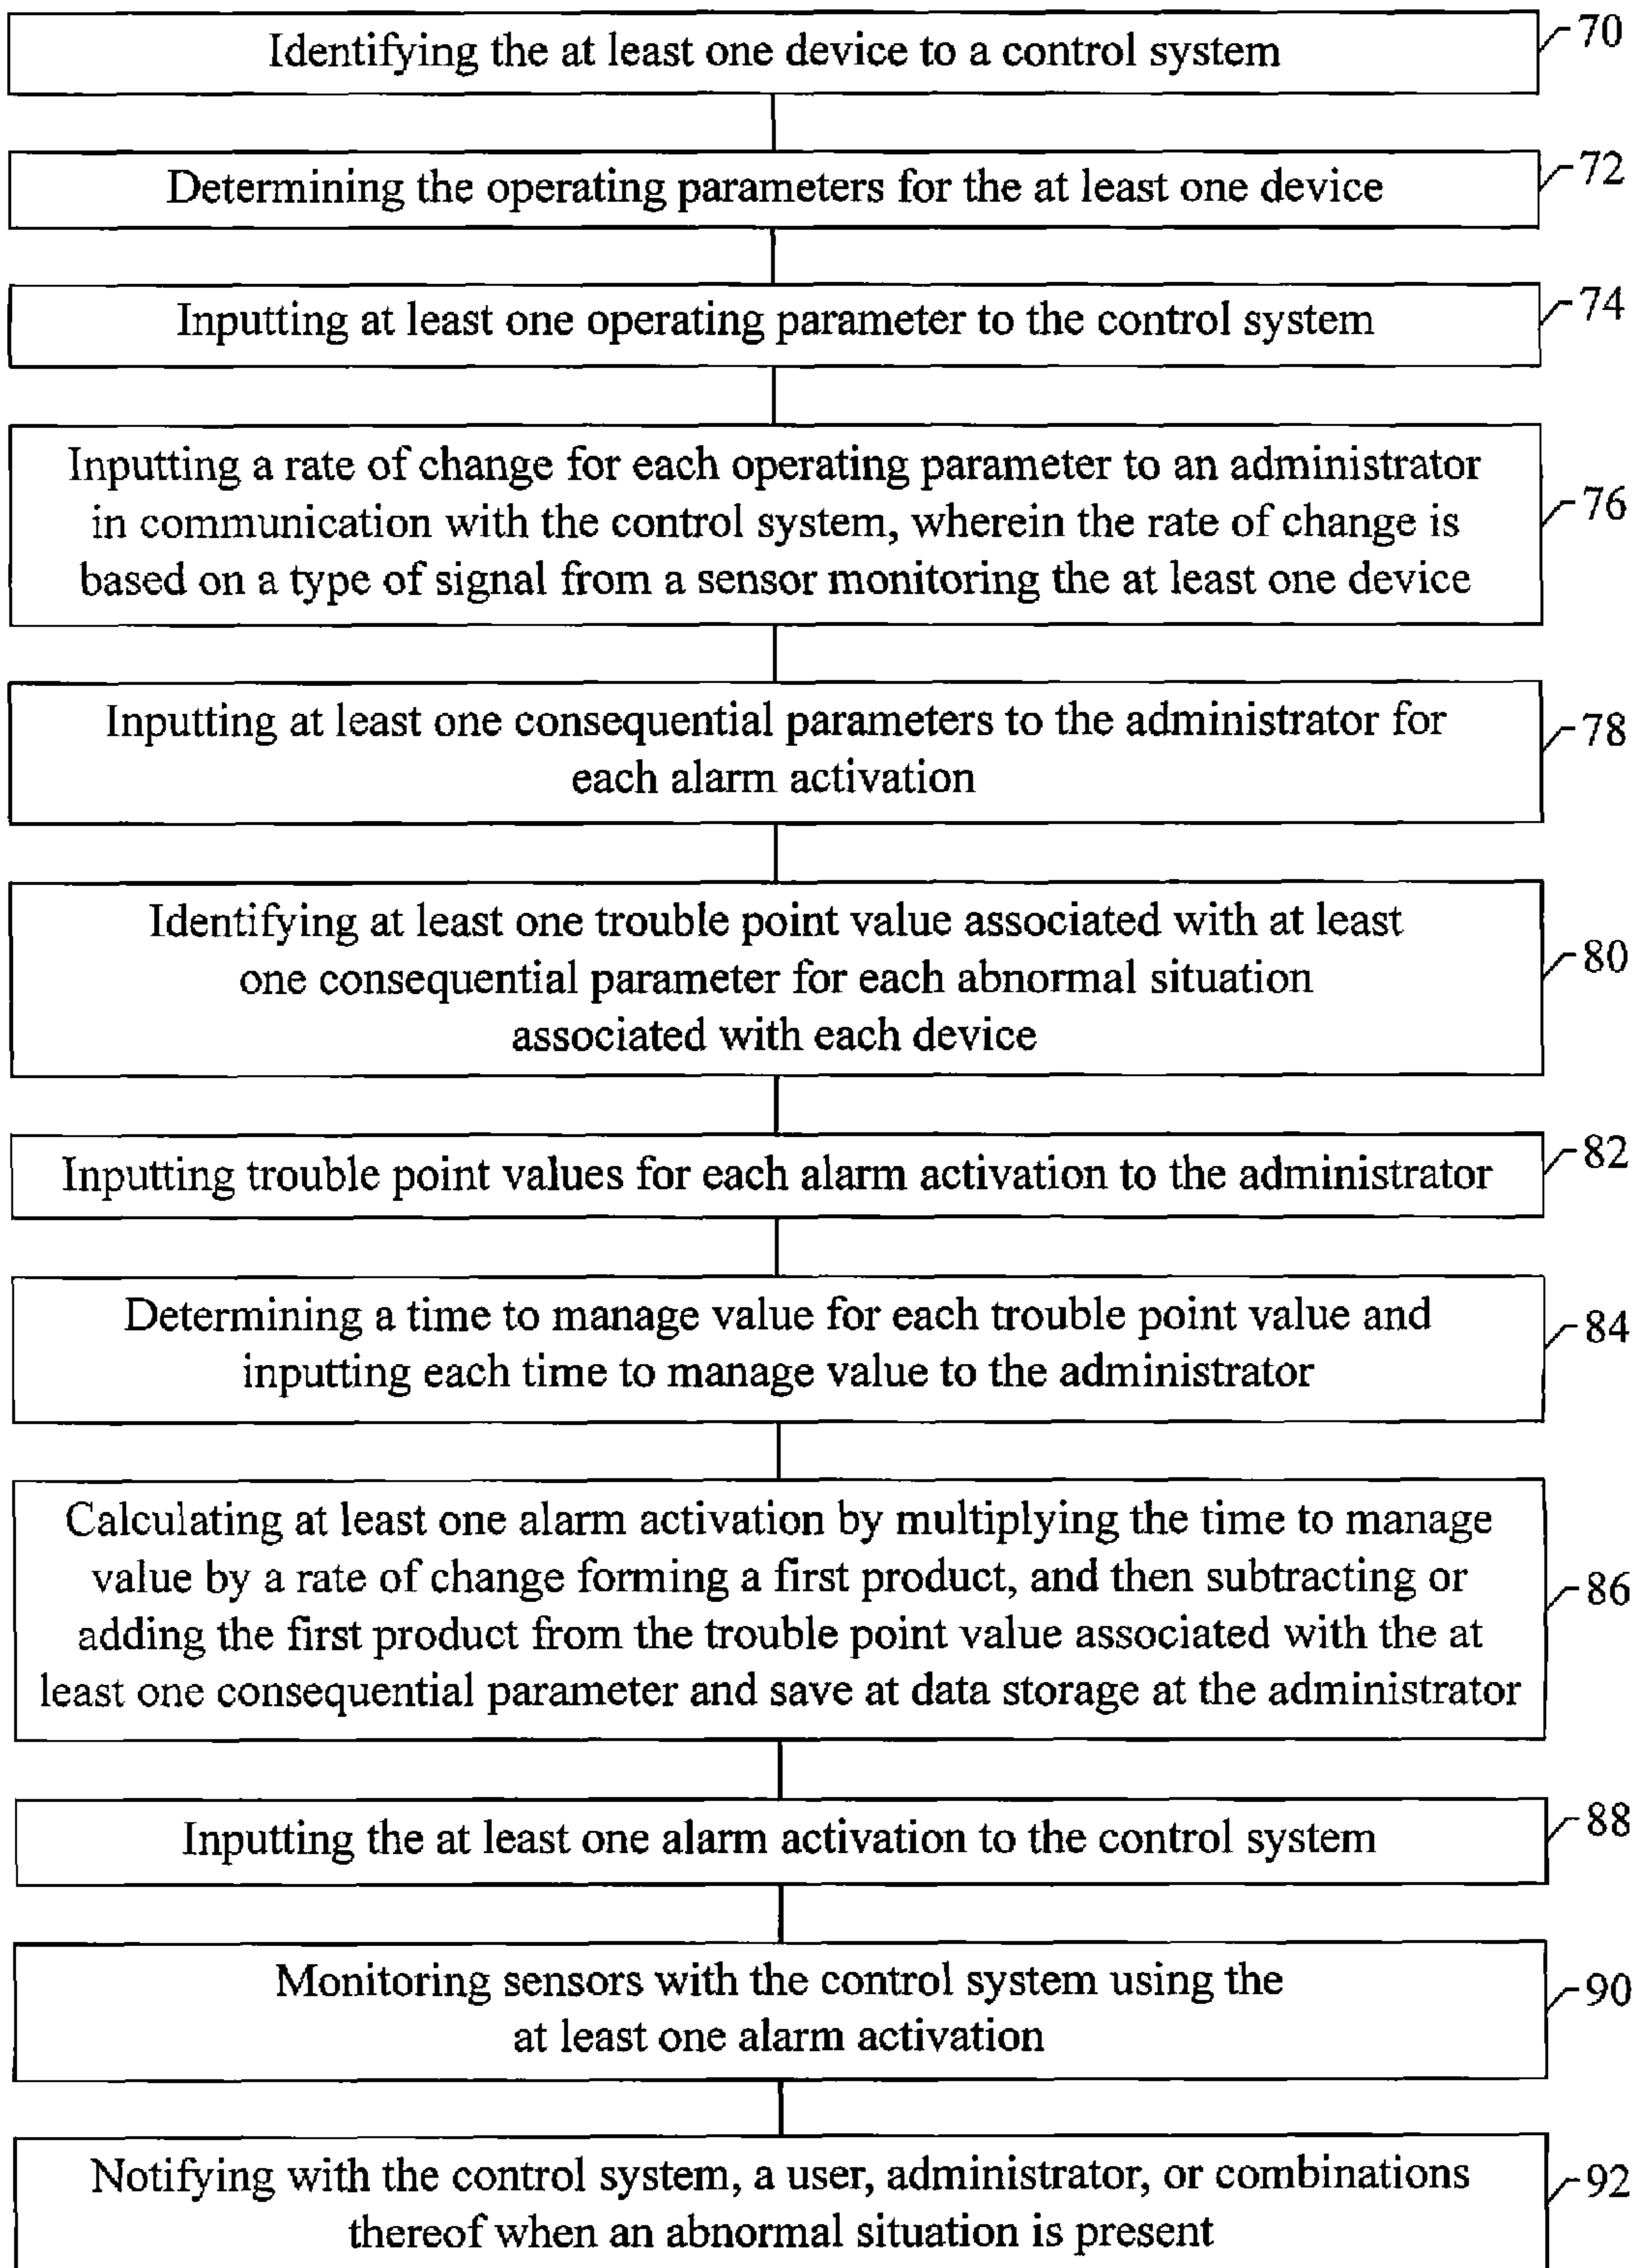 Identifying the at least one device to a control system
70
Determining the operating parameters for the at least one device
72
Inputting at least one operating parameter to the control system
74
Inputting a rate of change for each operating parameter to an administrator
in communication with the control system, wherein the rate of change is
based on a type of signal from a sensor monitoring the at least one device
76
Inputting at least one consequential parameters to the administrator for
each alarm activation
78
Identifying at least one trouble point value associated with at least
one consequential parameter for each abnormal situation
associated with each device
80
Inputting trouble point values for each alarm activation to the administrator
82
Determining a time to manage value for each trouble point value and
inputting each time to manage value to the administrator
84
Calculating at least one alarm activation by multiplying the time to manage
value by a rate of change forming a first product, and then subtracting or
adding the first product from the trouble point value associated with the at
least one consequential parameter and save at data storage at the administrator
86
Inputting the at least one alarm activation to the control system
88
Monitoring sensors with the control system using the
at least one alarm activation
90
Notifying with the control system, a user, administrator, or combinations
thereof when an abnormal situation is present
92